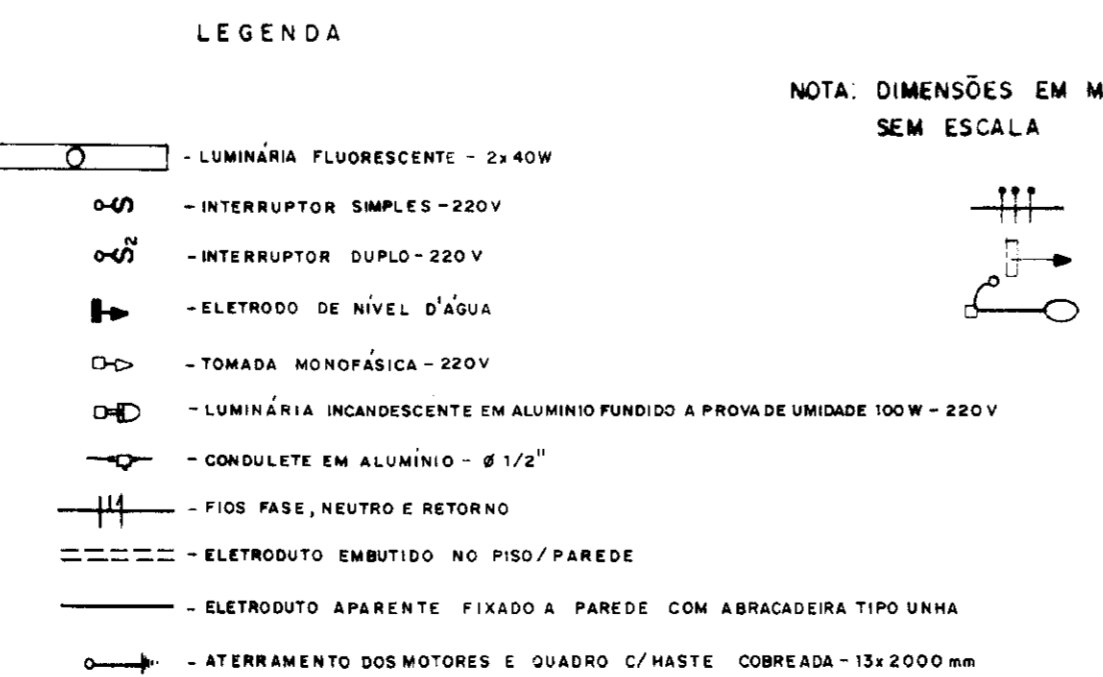 LEGENDA
NOTA: DIMENSÕES EM M
SEM ESCALA
- LUMINÁRIA FLUORESCENTE - 2x40W
- INTERRUPTOR SIMPLES - 220V
S
- INTERRUPTOR DUPLO - 220 V
S2
- ELETRODO DE NÍVEL D'ÁGUA
- TOMADA MONOFÁSICA - 220V
- LUMINÁRIA INCANDESCENTE EM ALUMINIO FUNDIDO A PROVA DE UMIDADE 100W - 220V
- CONDULETE EM ALUMÍNIO - Ø 1/2"
- FIOS FASE, NEUTRO E RETORNO
- ELETRODUTO EMBUTIDO NO PISO/PAREDE
- ELETRODUTO APARENTE FIXADO A PAREDE COM ABRACADEIRA TIPO UNHA
- ATERRAMENTO DOS MOTORES E QUADRO C/HASTE COBREADA - 13x2000mm